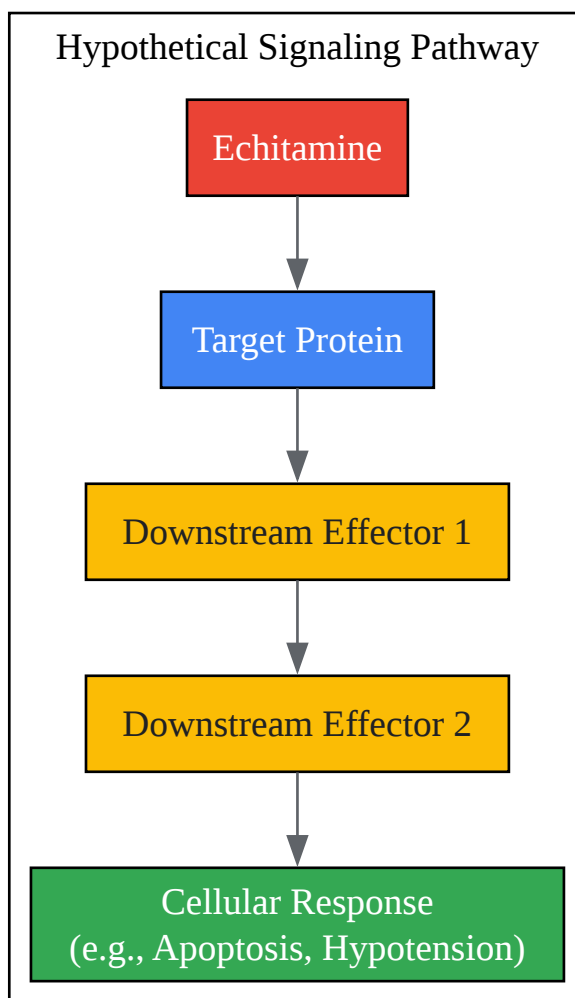 Hypothetical Signaling Pathway
Echitamine
Target Protein
Downstream Effector 1
Downstream Effector 2
Cellular Response
(e.g., Apoptosis, Hypotension)